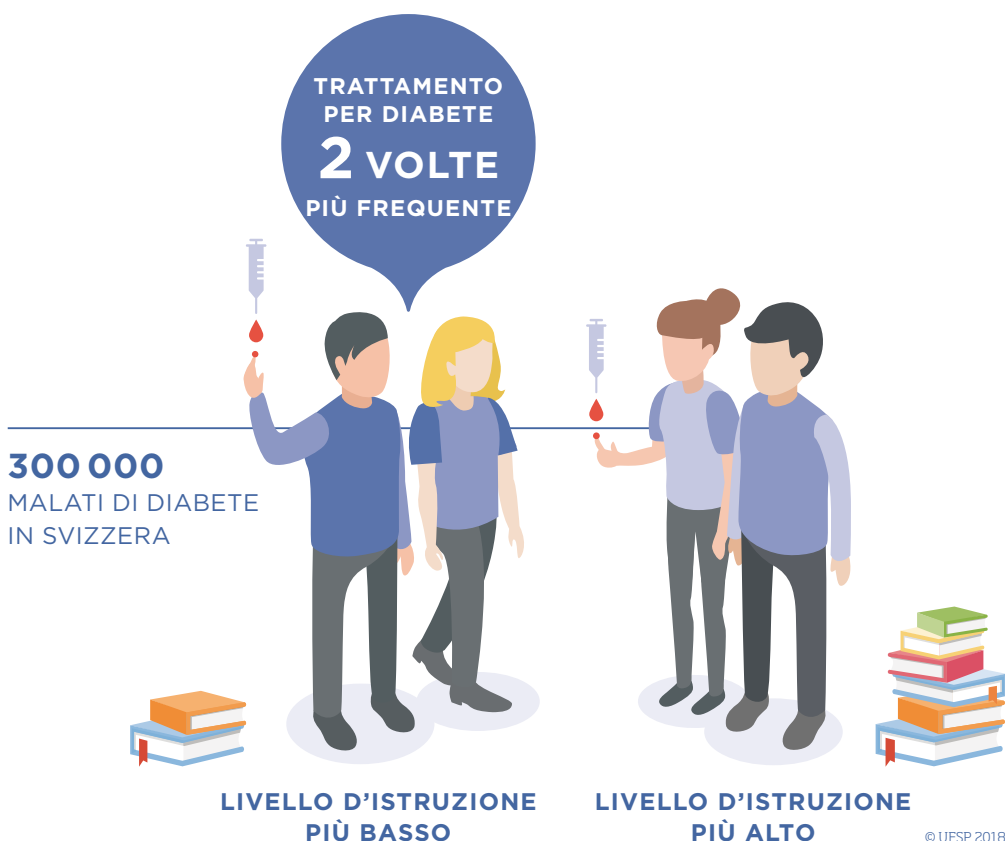 TRATTAMENTO
PER DIABETE
2 VOLTE
PIÙ FREQUENTE
300 000
MALATI DI DIABETE
IN SVIZZERA
LIVELLO D'ISTRUZIONE
PIÙ BASSO
LIVELLO D'ISTRUZIONE
PIÙ ALTO
© UFSP 2018